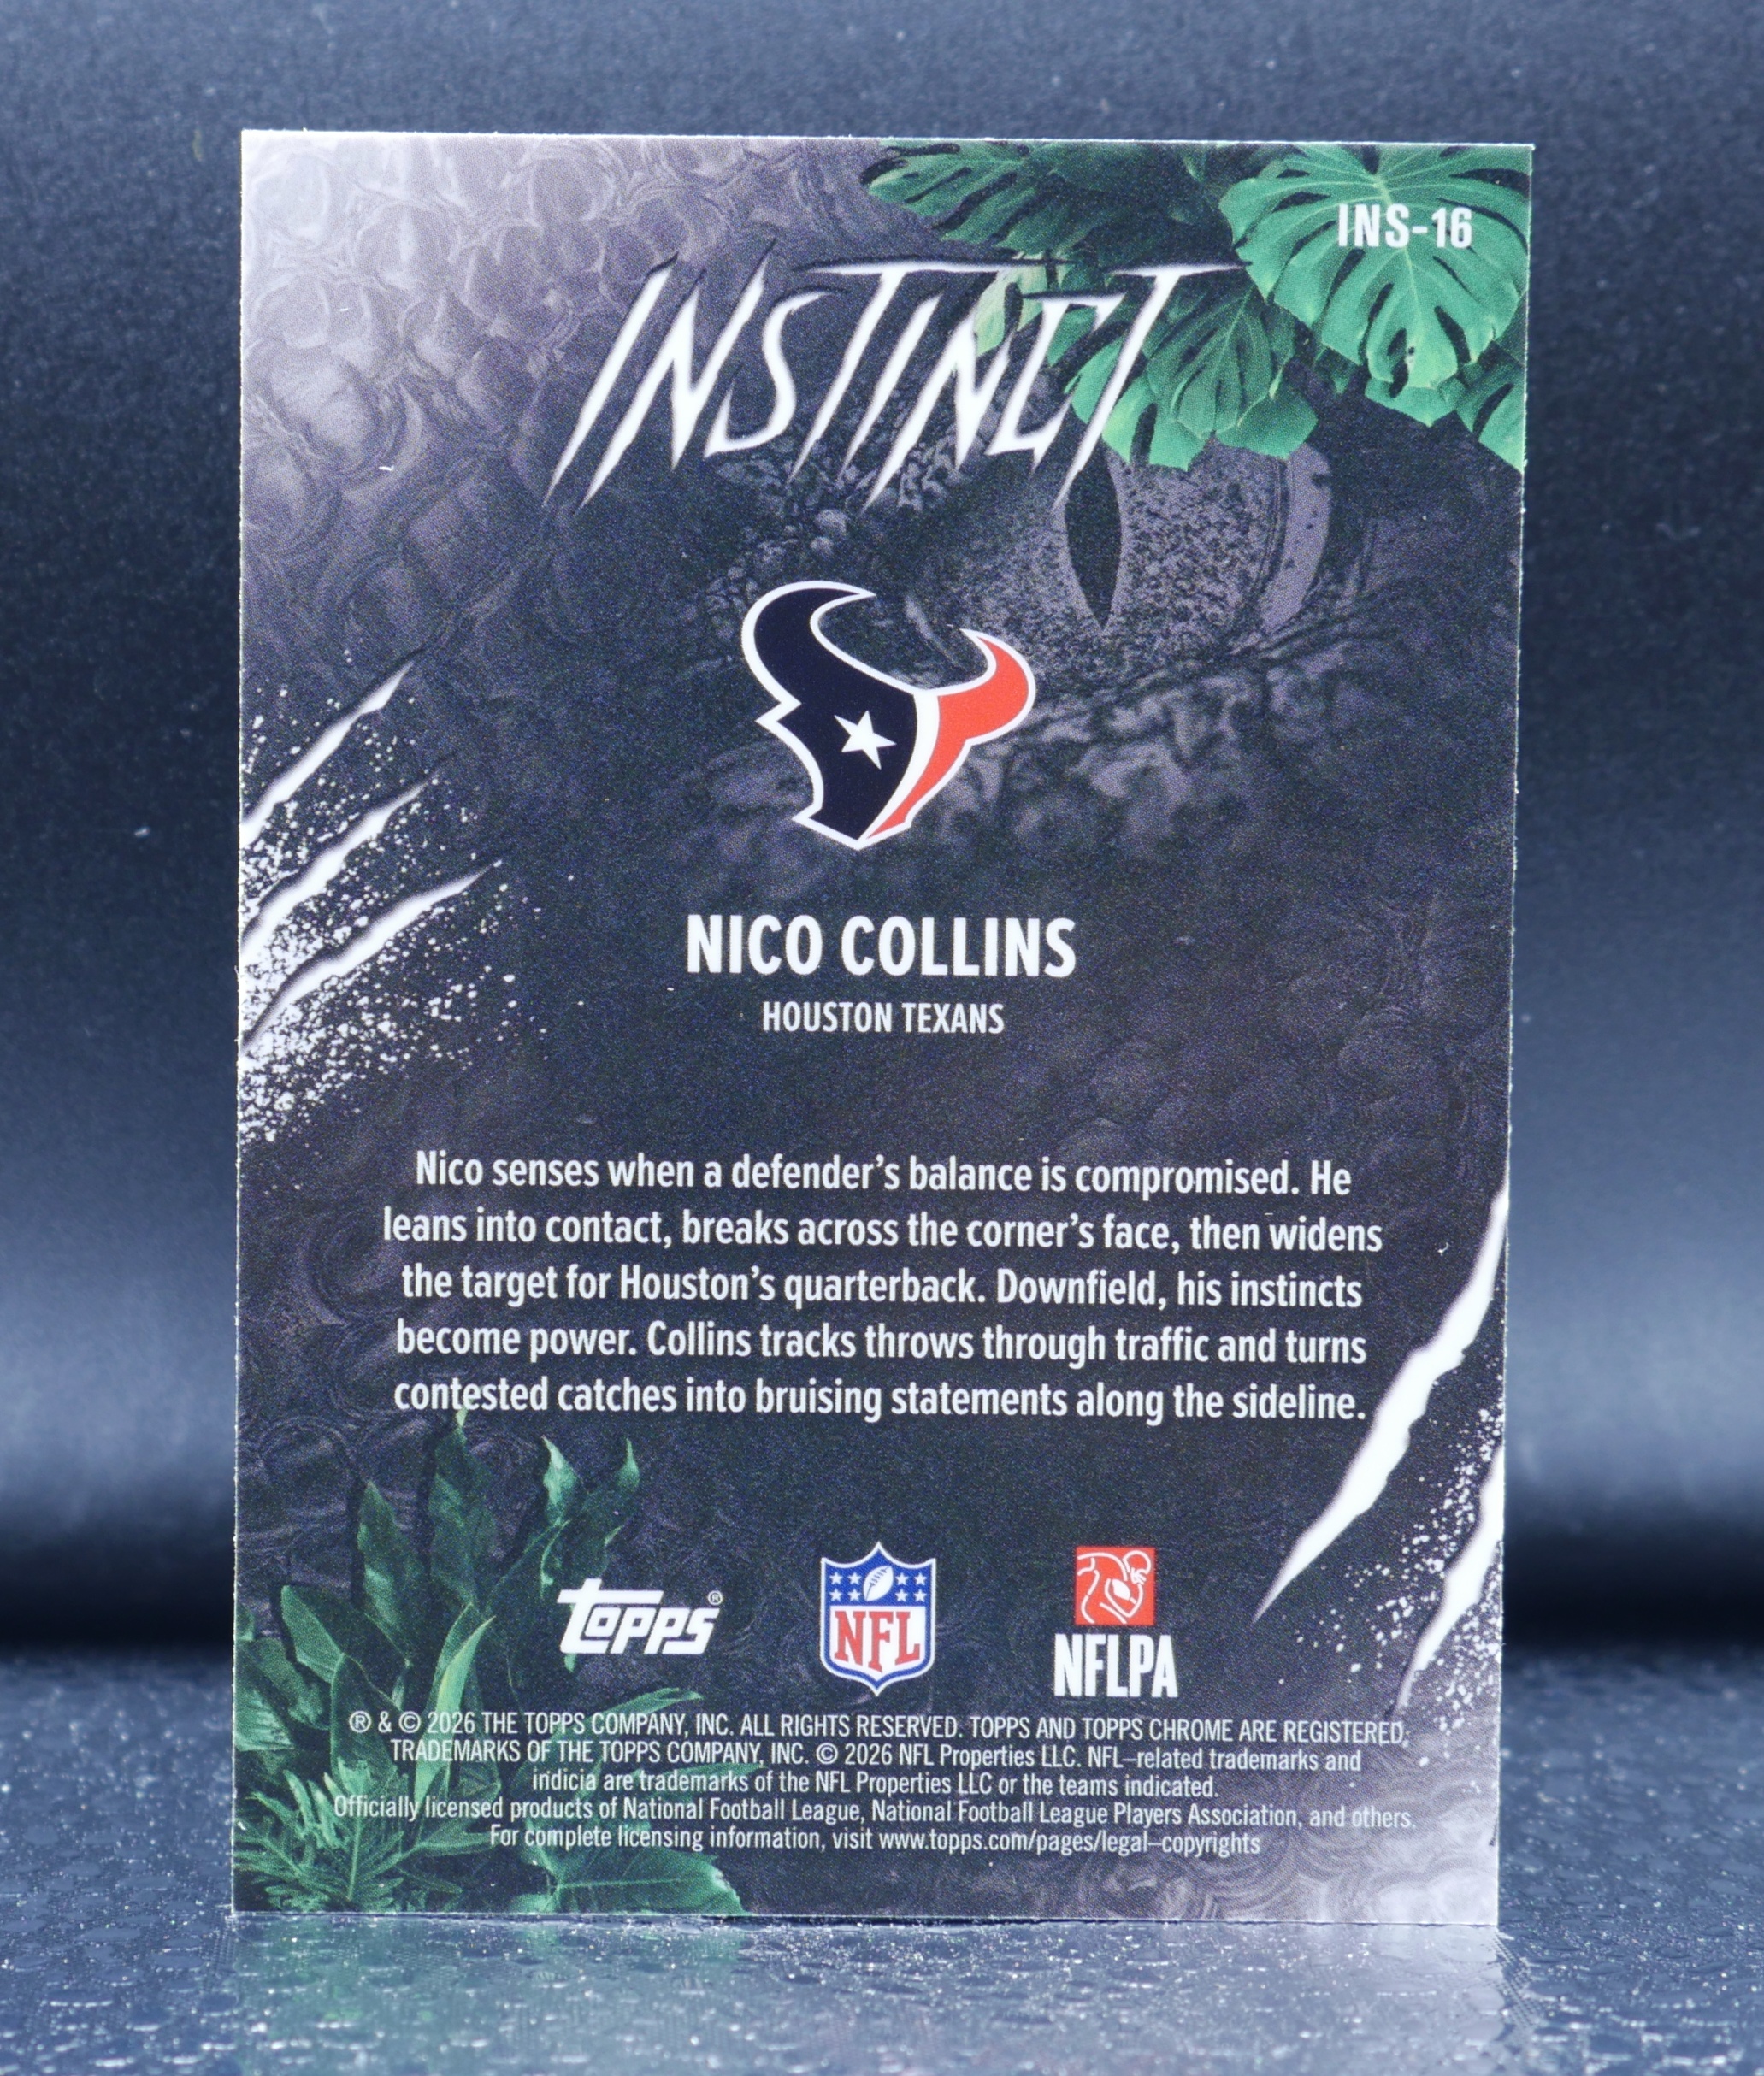 INS-16
INSTINCT
NICO COLLINS
HOUSTON TEXANS
Nico senses when a defender’s balance is compromised. He
leans into contact, breaks across the corner’s face, then widens
the target for Houston’s quarterback. Downfield, his instincts
become power. Collins tracks throws through traffic and turns
contested catches into bruising statements along the sideline.
TOPPS®
NFL
NFLPA
® & © 2026 THE TOPPS COMPANY, INC. ALL RIGHTS RESERVED. TOPPS AND TOPPS CHROME ARE REGISTERED
TRADEMARKS OF THE TOPPS COMPANY, INC. © 2026 NFL Properties LLC. NFL–related trademarks and
indicia are trademarks of the NFL Properties LLC or the teams indicated.
Officially licensed products of National Football League, National Football League Players Association, and others.
For complete licensing information, visit www.topps.com/pages/legal–copyrights